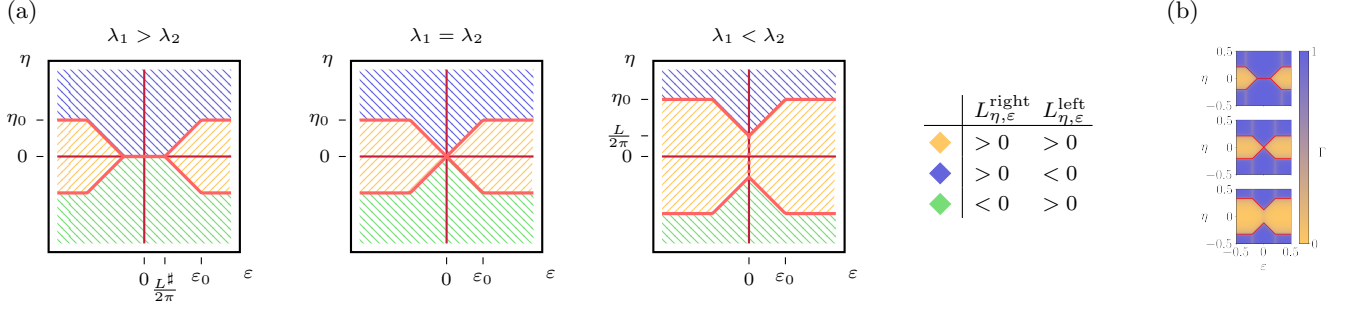 (a)
λ₁ > λ₂
η
η₀
0
0
L♯/2π
ε₀
ε
λ₁ = λ₂
η
η₀
0
0
ε₀
ε
λ₁ < λ₂
η
η₀
L/2π
0
0
ε₀
ε
L^right_η,ε L^left_η,ε
> 0 > 0
> 0 < 0
< 0 > 0
(b)
0.5
η 0
−0.5
0.5
η 0
−0.5
0.5
η 0
−0.5
−0.5 0 0.5
ε
1
0